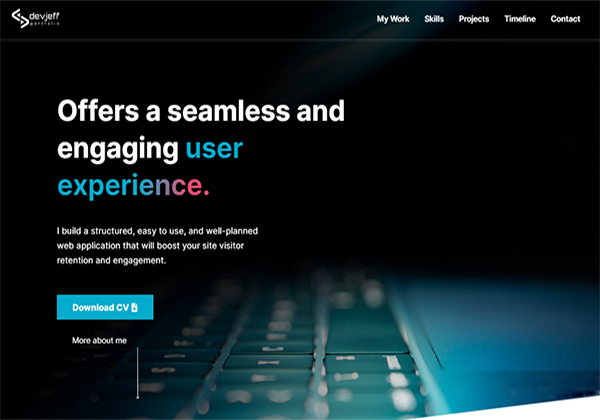 devjeff
portfolio
My Work Skills Projects Timeline Contact
Offers a seamless and
engaging user
experience.
I build a structured, easy to use, and well-planned
web application that will boost your site visitor
retention and engagement.
Download CV
More about me